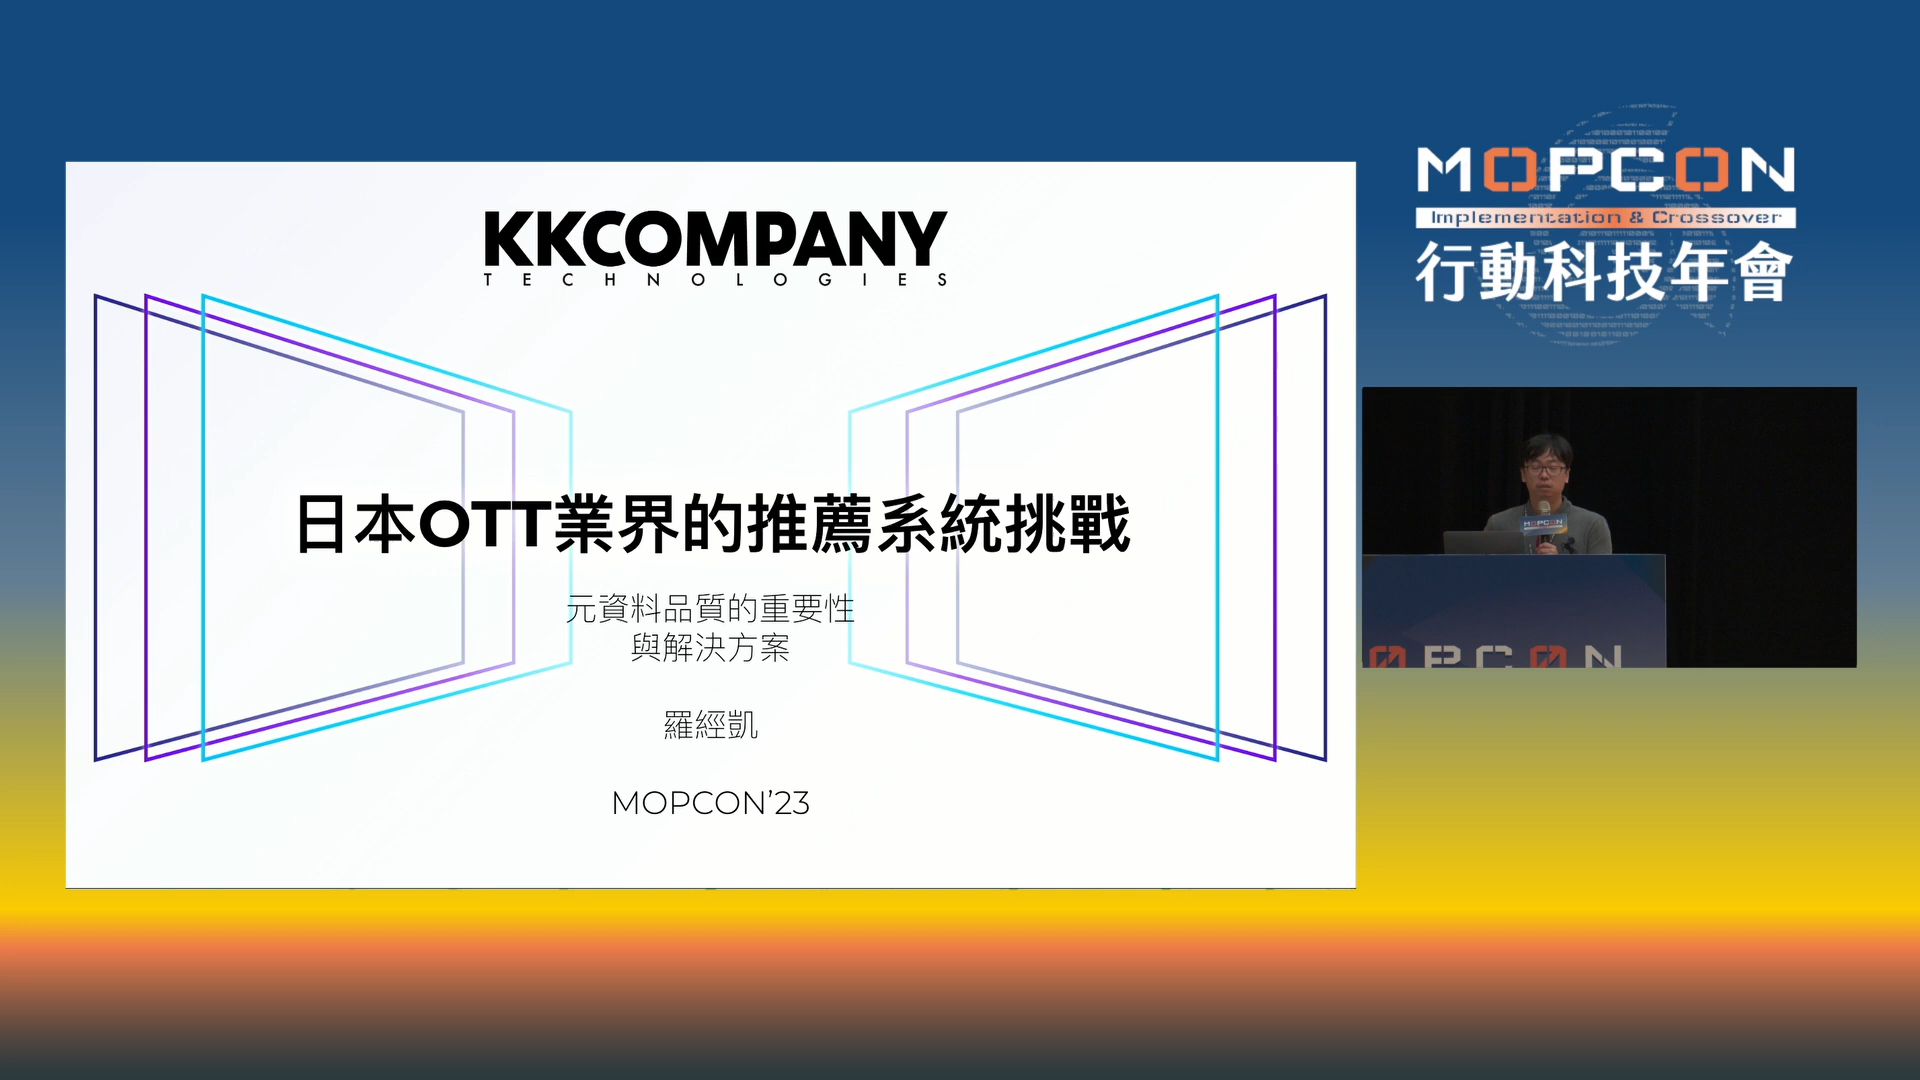 KKCOMPANY
TECHNOLOGIES
日本OTT業界的推薦系統挑戰
元資料品質的重要性
與解決方案
羅經凱
MOPCON’23
MOPCON
Implementation & Crossover
行動科技年會
MOPCON
OPCON